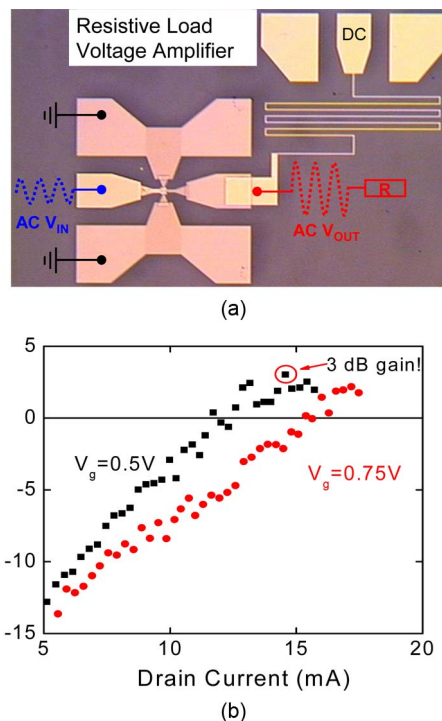 Resistive Load
Voltage Amplifier
DC
AC V_IN
AC V_OUT
R
(a)
5
3 dB gain!
0
V_g=0.5V
V_g=0.75V
-5
-10
-15
5 10 15 20
Drain Current (mA)
(b)